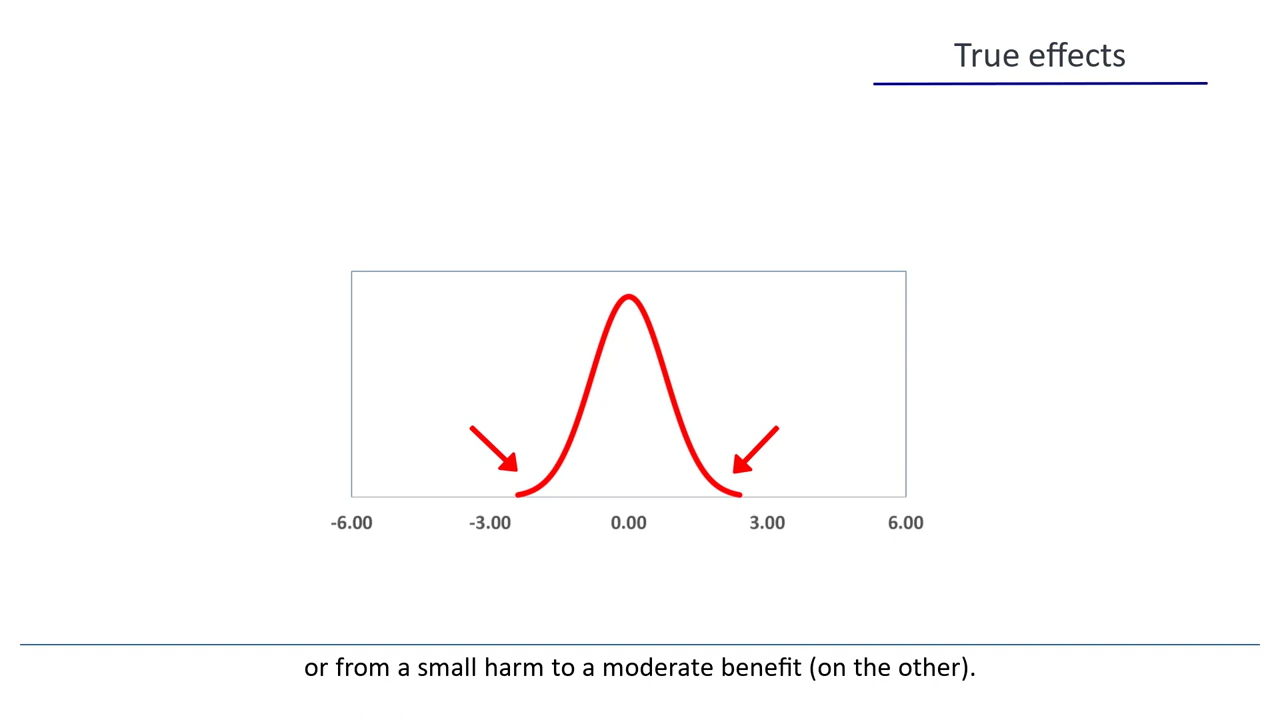 True effects
-6.00 -3.00 0.00 3.00 6.00
or from a small harm to a moderate benefit (on the other).